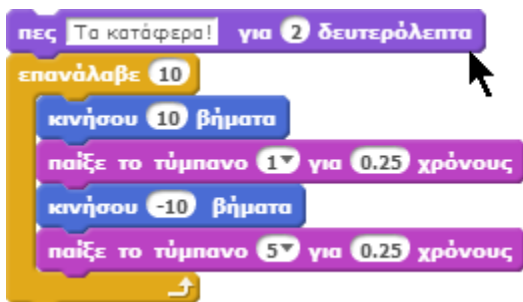 πες Τα κατάφερα! για 2 δευτερόλεπτα
επανάλαβε 10
κινήσου 10 βήματα
παίξε το τύμπανο 1 για 0.25 χρόνους
κινήσου -10 βήματα
παίξε το τύμπανο 5 για 0.25 χρόνους